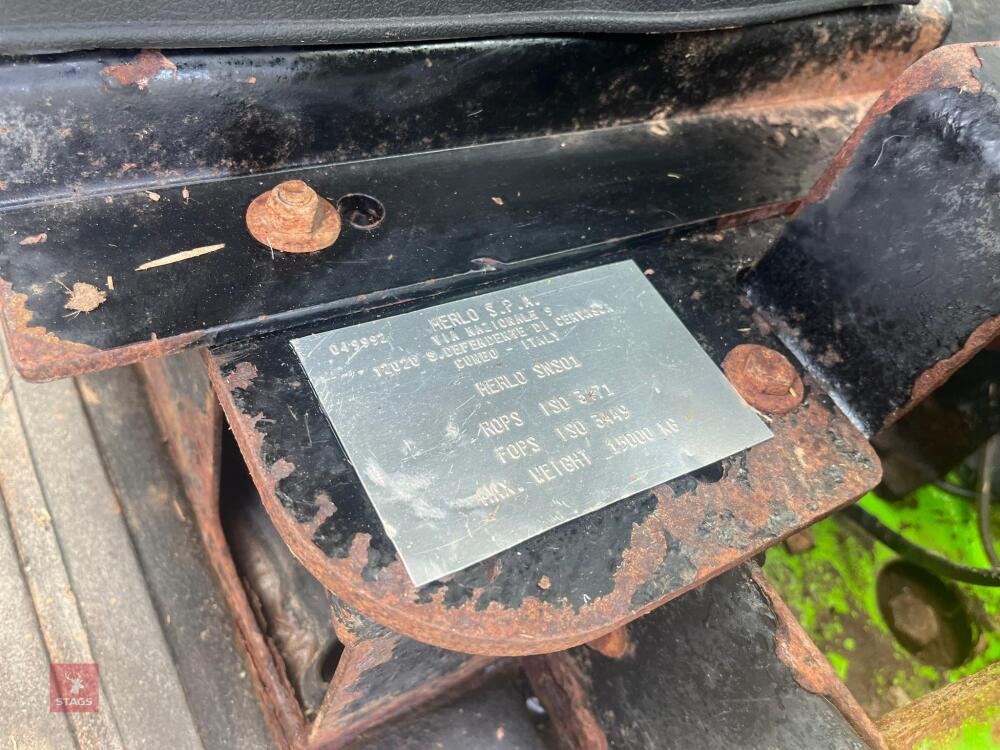 MERLO S.P.A.
049992 VIA NAZIONALE 9
12020 S.DEFENDENTE DI CERVASCA
CUNEO - ITALY
MERLO SNS01
ROPS ISO 3471
FOPS ISO 3449
MAX. WEIGHT 15000 KG
STAGS